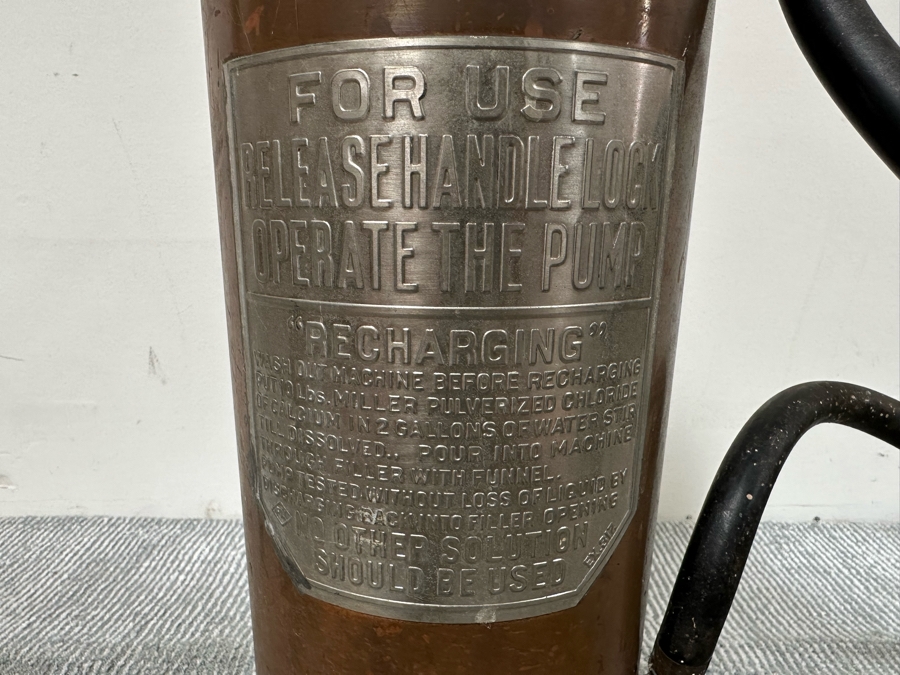 FOR USE
RELEASE HANDLE LOCK
OPERATE THE PUMP
"RECHARGING"
WASH OUT MACHINE BEFORE RECHARGING
PUT 10 Lbs. MILLER PULVERIZED CHLORIDE
OF CALCIUM IN 2 GALLONS OF WATER STIR
TILL DISSOLVED.. POUR INTO MACHINE
THROUGH FILLER WITH FUNNEL.
PUMP TESTED WITHOUT LOSS OF LIQUID BY
DISCHARGING BACK INTO FILLER OPENING
NO OTHER SOLUTION
SHOULD BE USED